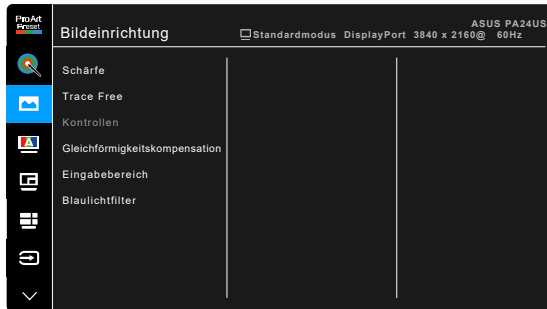 ProArt
Preset
Bildeinrichtung
Standardmodus DisplayPort 3840 x 2160@ 60Hz
ASUS PA24US
Schärfe
Trace Free
Kontrollen
Gleichförmigkeitskompensation
Eingabebereich
Blaulichtfilter